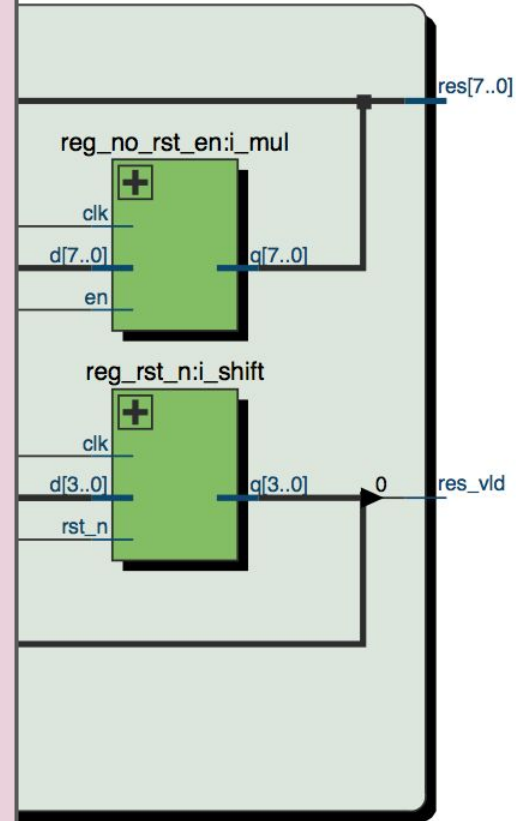 res[7..0]
reg_no_rst_en:i_mul
clk
d[7..0]
q[7..0]
en
reg_rst_n:i_shift
clk
d[3..0]
q[3..0]
0
res_vld
rst_n